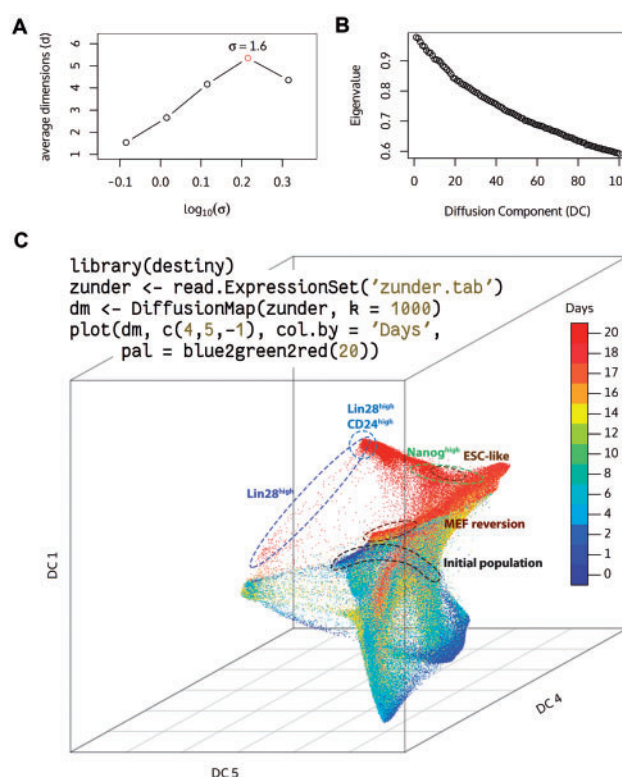 A
average dimensions (d)
6
5
4
3
2
1
σ = 1.6
-0.1
0.0
0.1
0.2
0.3
log10(σ)
B
Eigenvalue
0.9
0.8
0.7
0.6
0
20
40
60
80
100
Diffusion Component (DC)
C
library(destiny)
zunder <- read.ExpressionSet('zunder.tab')
dm <- DiffusionMap(zunder, k = 1000)
plot(dm, c(4,5,-1), col.by = 'Days',
pal = blue2green2red(20))
Days
20
18
17
16
14
12
10
8
6
5
2
1
0
Lin28high
CD24high
Nanoghigh
ESC-like
Lin28high
MEF reversion
Initial population
DC 1
DC 4
DC 5